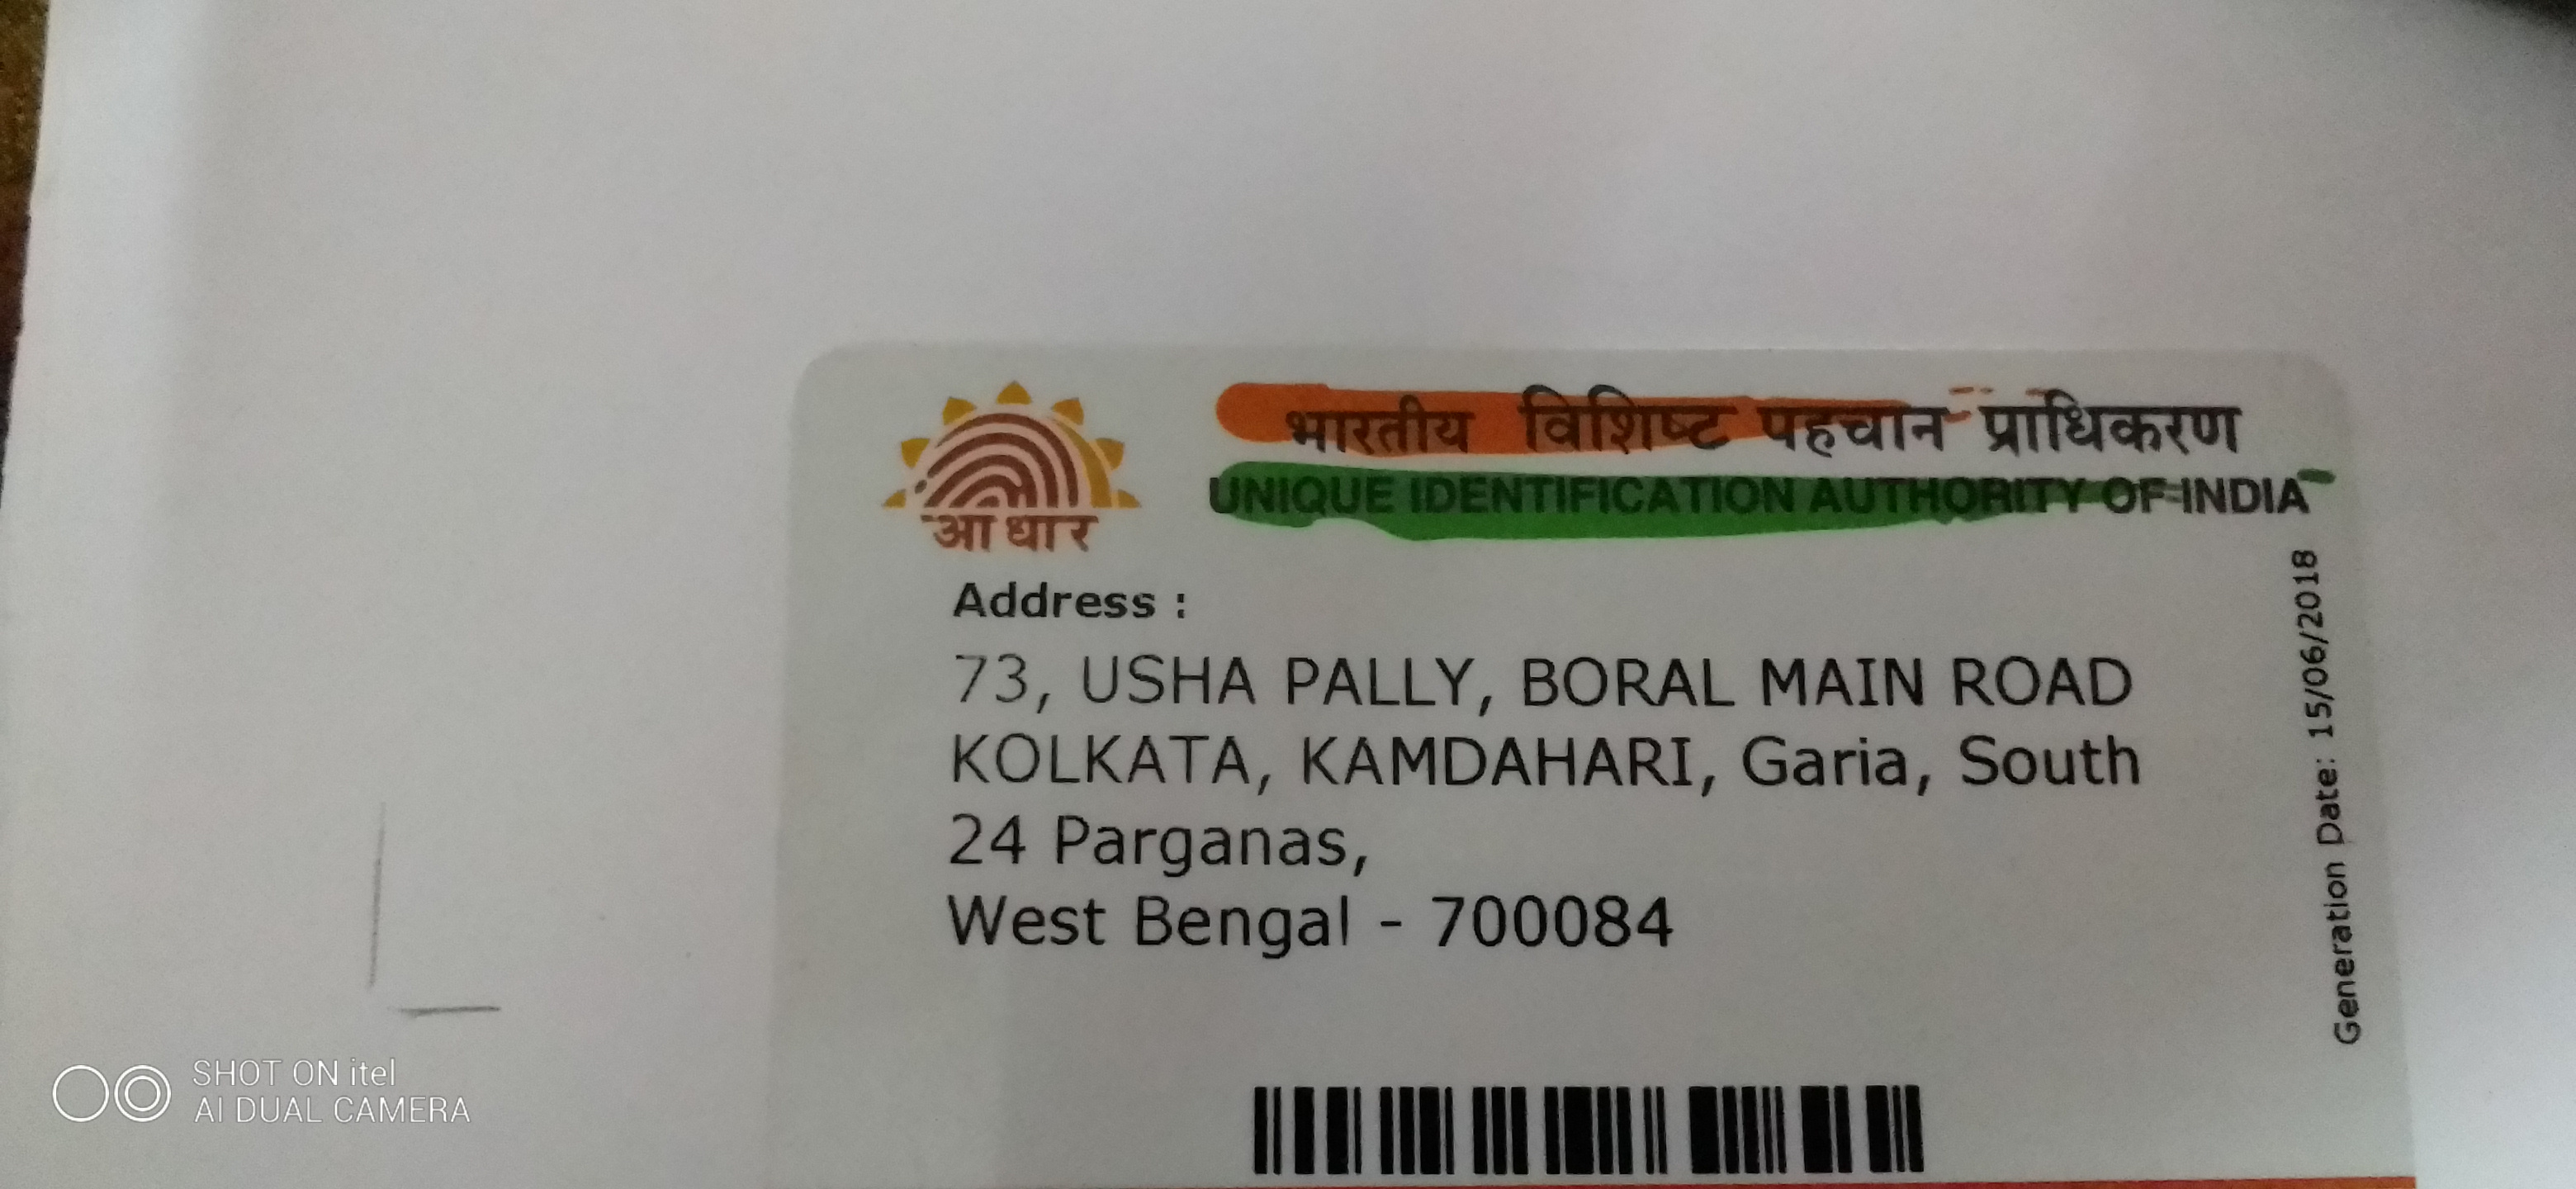 भारतीय विशिष्ट पहचान प्राधिकरण
UNIQUE IDENTIFICATION AUTHORITY OF INDIA
आधार
Address :
73, USHA PALLY, BORAL MAIN ROAD
KOLKATA, KAMDAHARI, Garia, South
24 Parganas,
West Bengal - 700084
Generation Date: 15/06/2018
SHOT ON itel
AI DUAL CAMERA